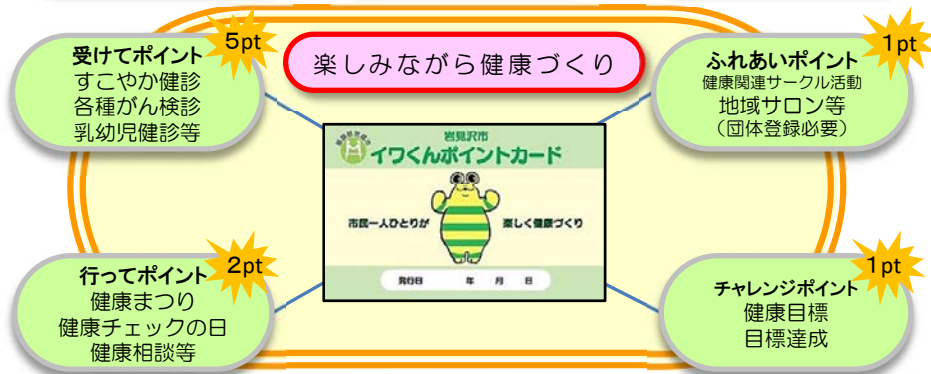 受けてポイント
5pt
すこやか健診
各種がん検診
乳幼児健診等
楽しみながら健康づくり
ふれあいポイント
1pt
健康関連サークル活動
地域サロン等
（団体登録必要）
岩見沢市
イワくんポイントカード
市民一人ひとりが
楽しく健康づくり
発行日 年 月 日
行ってポイント
2pt
健康まつり
健康チェックの日
健康相談等
チャレンジポイント
1pt
健康目標
目標達成